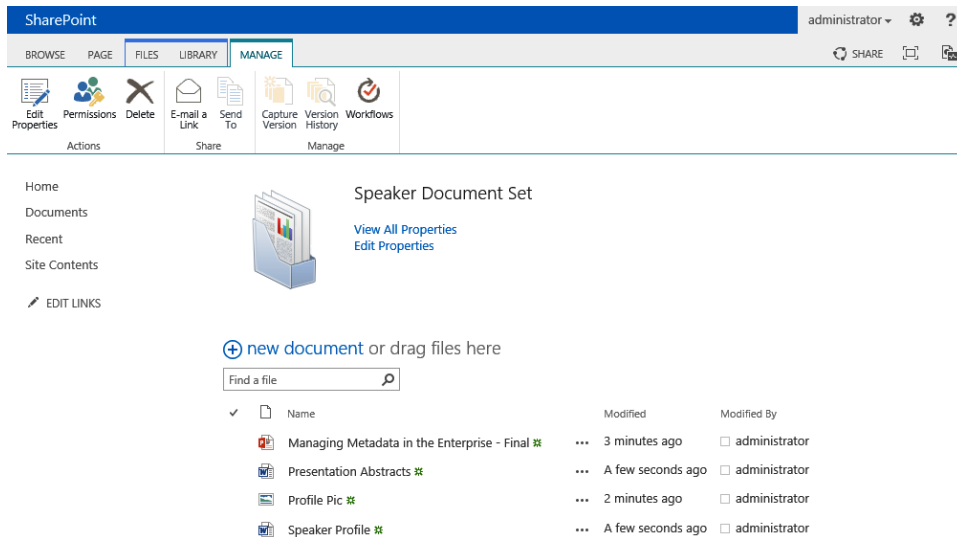 SharePoint administrator ?
BROWSE PAGE FILES LIBRARY MANAGE SHARE
Edit Properties Permissions Delete E-mail a Link Send To Capture Version Version History Workflows
Actions Share Manage
Home
Documents
Recent
Site Contents
EDIT LINKS
Speaker Document Set
View All Properties
Edit Properties
new document or drag files here
Find a file
Name Modified Modified By
Managing Metadata in the Enterprise - Final ... 3 minutes ago administrator
Presentation Abstracts ... A few seconds ago administrator
Profile Pic ... 2 minutes ago administrator
Speaker Profile ... A few seconds ago administrator